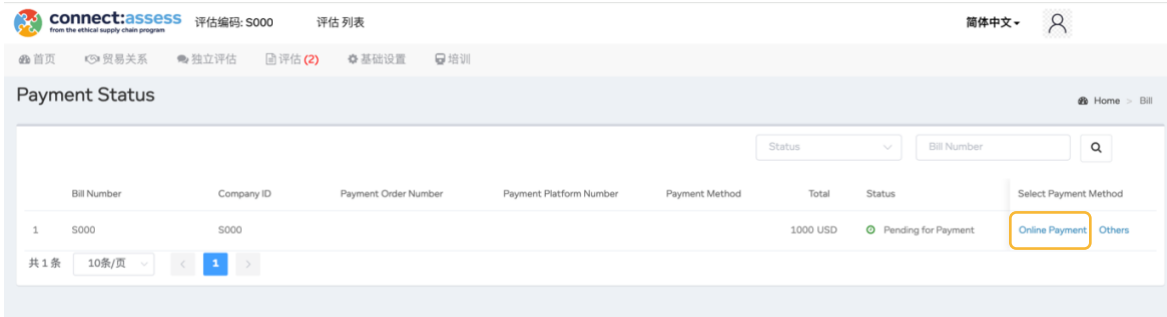 connect:assess 评估编码: S000 评估 列表 简体中文
from the ethical supply chain program
首页 贸易关系 独立评估 评估 (2) 基础设置 培训
Payment Status Home > Bill
Status Bill Number
Bill Number Company ID Payment Order Number Payment Platform Number Payment Method Total Status Select Payment Method
1 S000 S000 1000 USD Pending for Payment Online Payment Others
共 1 条 10条/页 < 1 >